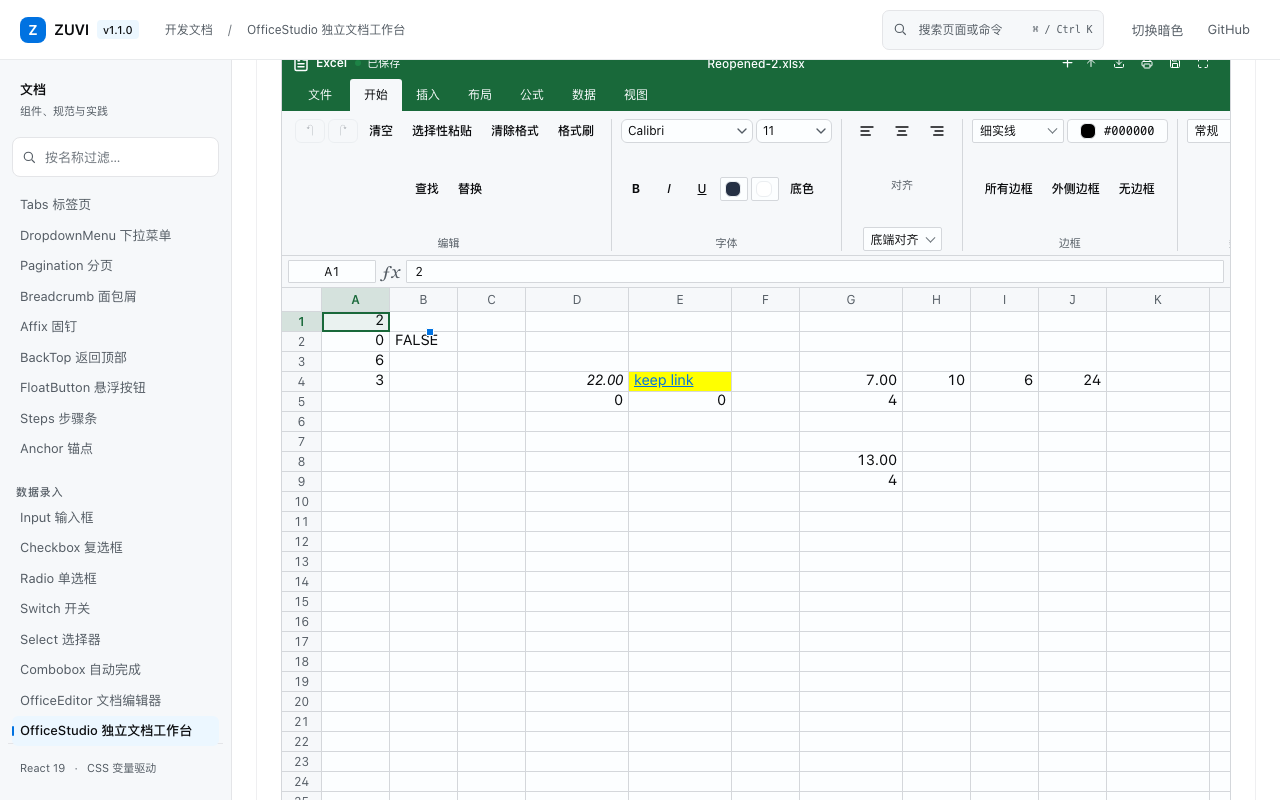 Z ZUVI v1.1.0 开发文档 / OfficeStudio 独立文档工作台 搜索页面或命令 ⌘ / Ctrl K 切换暗色 GitHub
文档
组件、规范与实践
按名称过滤...
Tabs 标签页
DropdownMenu 下拉菜单
Pagination 分页
Breadcrumb 面包屑
Affix 固钉
BackTop 返回顶部
FloatButton 悬浮按钮
Steps 步骤条
Anchor 锚点
数据录入
Input 输入框
Checkbox 复选框
Radio 单选框
Switch 开关
Select 选择器
Combobox 自动完成
OfficeEditor 文档编辑器
OfficeStudio 独立文档工作台
React 19 · CSS 变量驱动
Excel 已保存 Reopened-2.xlsx
文件 开始 插入 布局 公式 数据 视图
清空 选择性粘贴 清除格式 格式刷 Calibri 11 细实线 #000000 常规
查找 替换 B I U 底色 对齐 所有边框 外侧边框 无边框
编辑 字体 底端对齐 边框
A1 fx 2
A B C D E F G H I J K
1 2
2 0 FALSE
3 6
4 3 22.00 keep link 7.00 10 6 24
5 0 0 4
6
7
8 13.00
9 4
10
11
12
13
14
15
16
17
18
19
20
21
22
23
24
25